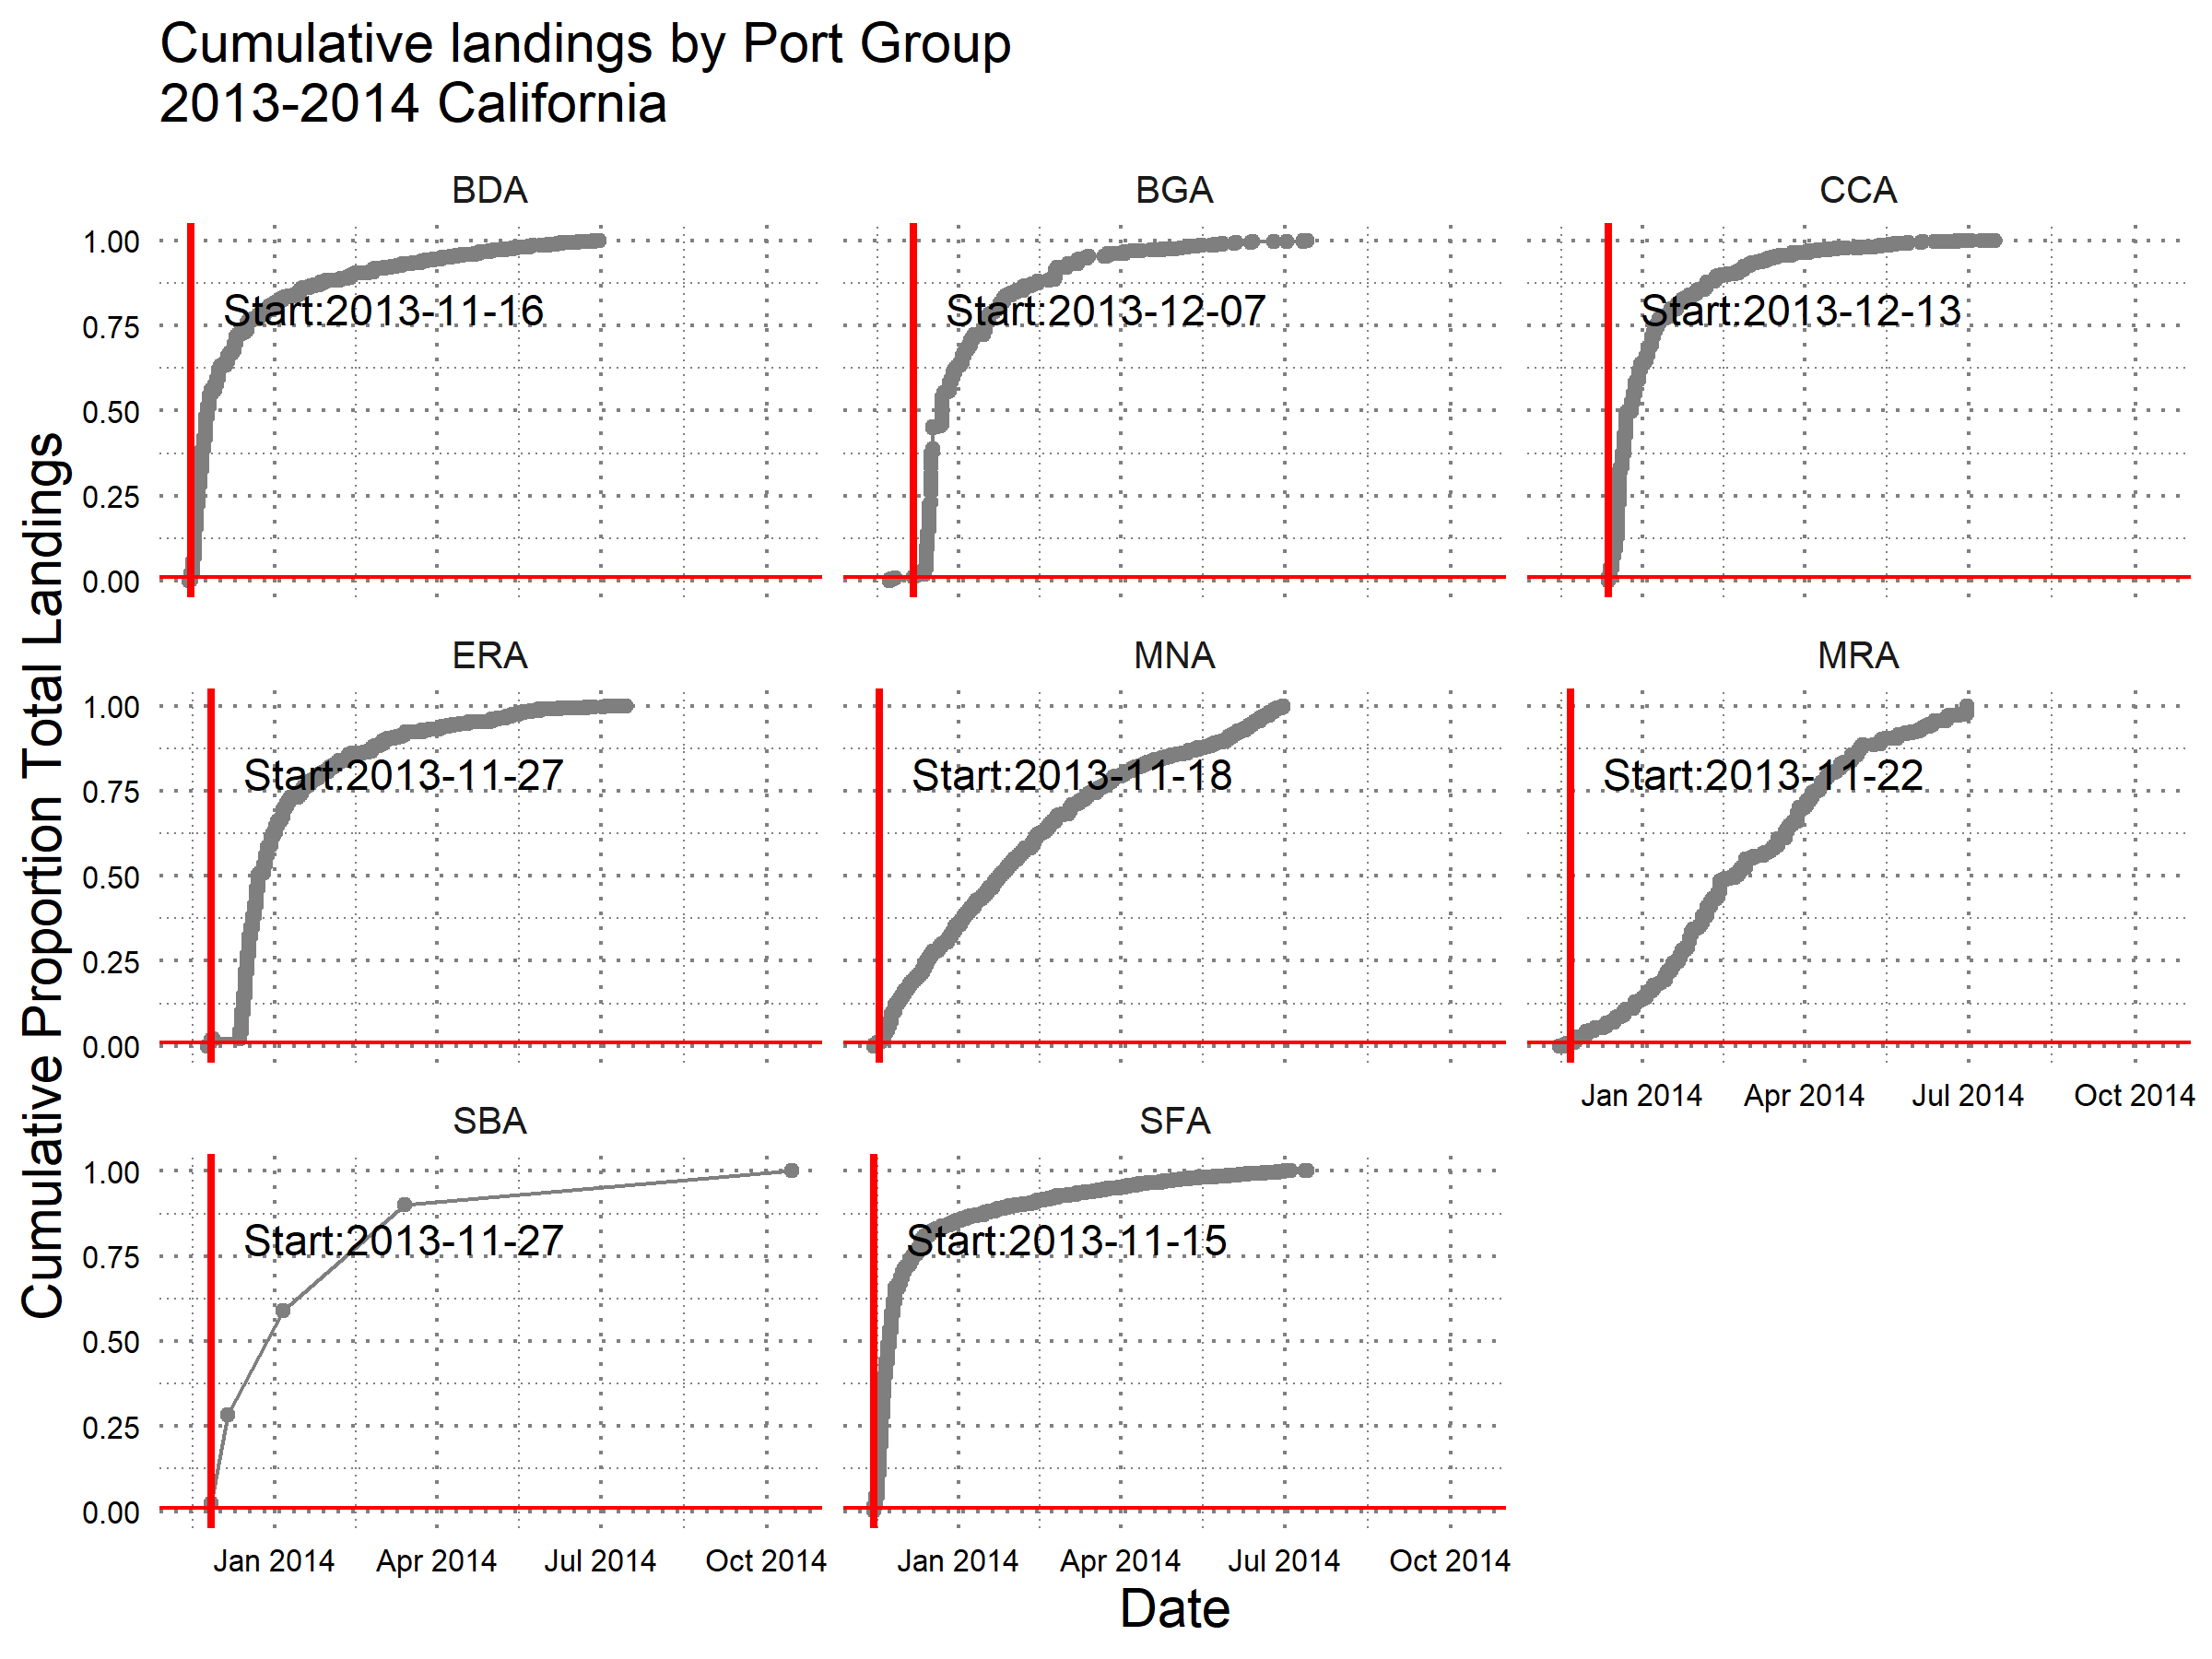 Cumulative landings by Port Group
2013-2014 California
BDA
BGA
CCA
1.00
0.75
0.50
0.25
0.00
Start:2013-11-16
Start:2013-12-07
Start:2013-12-13
ERA
MNA
MRA
1.00
0.75
0.50
0.25
0.00
Start:2013-11-27
Start:2013-11-18
Start:2013-11-22
Jan 2014
Apr 2014
Jul 2014
Oct 2014
SBA
SFA
1.00
0.75
0.50
0.25
0.00
Start:2013-11-27
Start:2013-11-15
Jan 2014
Apr 2014
Jul 2014
Oct 2014
Jan 2014
Apr 2014
Jul 2014
Oct 2014
Date
Cumulative Proportion Total Landings